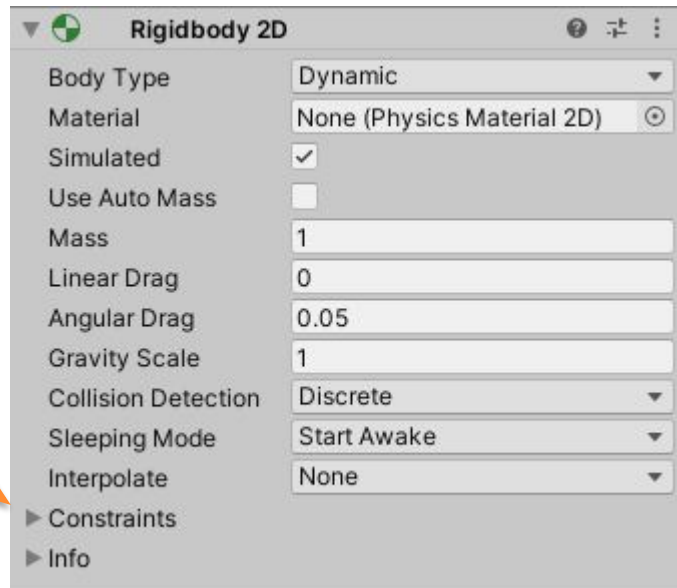 Rigidbody 2D
Body Type Dynamic
Material None (Physics Material 2D)
Simulated
Use Auto Mass
Mass 1
Linear Drag 0
Angular Drag 0.05
Gravity Scale 1
Collision Detection Discrete
Sleeping Mode Start Awake
Interpolate None
Constraints
Info